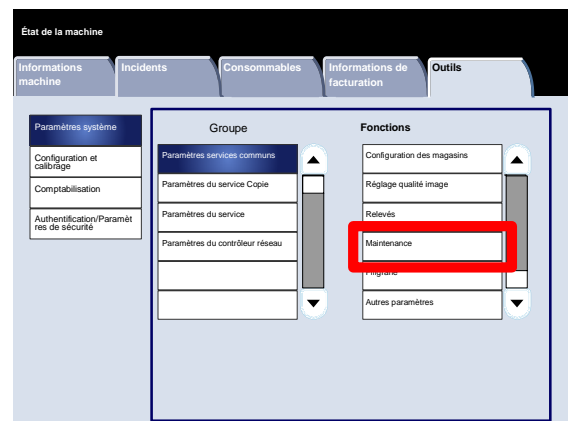 État de la machine
Informations
machine
Incidents
Consommables
Informations de
facturation
Outils
Paramètres système
Configuration et
calibrage
Comptabilisation
Authentification/Paramèt
res de sécurité
Groupe
Paramètres services communs
Paramètres du service Copie
Paramètres du service
Paramètres du contrôleur réseau
Fonctions
Configuration des magasins
Réglage qualité image
Relevés
Maintenance
Filigrane
Autres paramètres